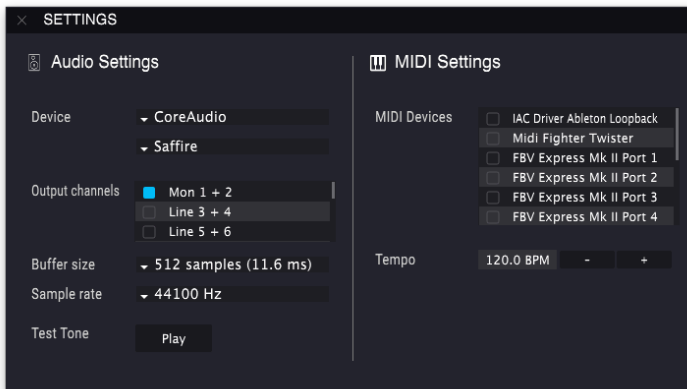 SETTINGS
Audio Settings
Device
CoreAudio
Saffire
Output channels
Mon 1 + 2
Line 3 + 4
Line 5 + 6
Buffer size
512 samples (11.6 ms)
Sample rate
44100 Hz
Test Tone
Play
MIDI Settings
MIDI Devices
IAC Driver Ableton Loopback
Midi Fighter Twister
FBV Express Mk II Port 1
FBV Express Mk II Port 2
FBV Express Mk II Port 3
FBV Express Mk II Port 4
Tempo
120.0 BPM - +